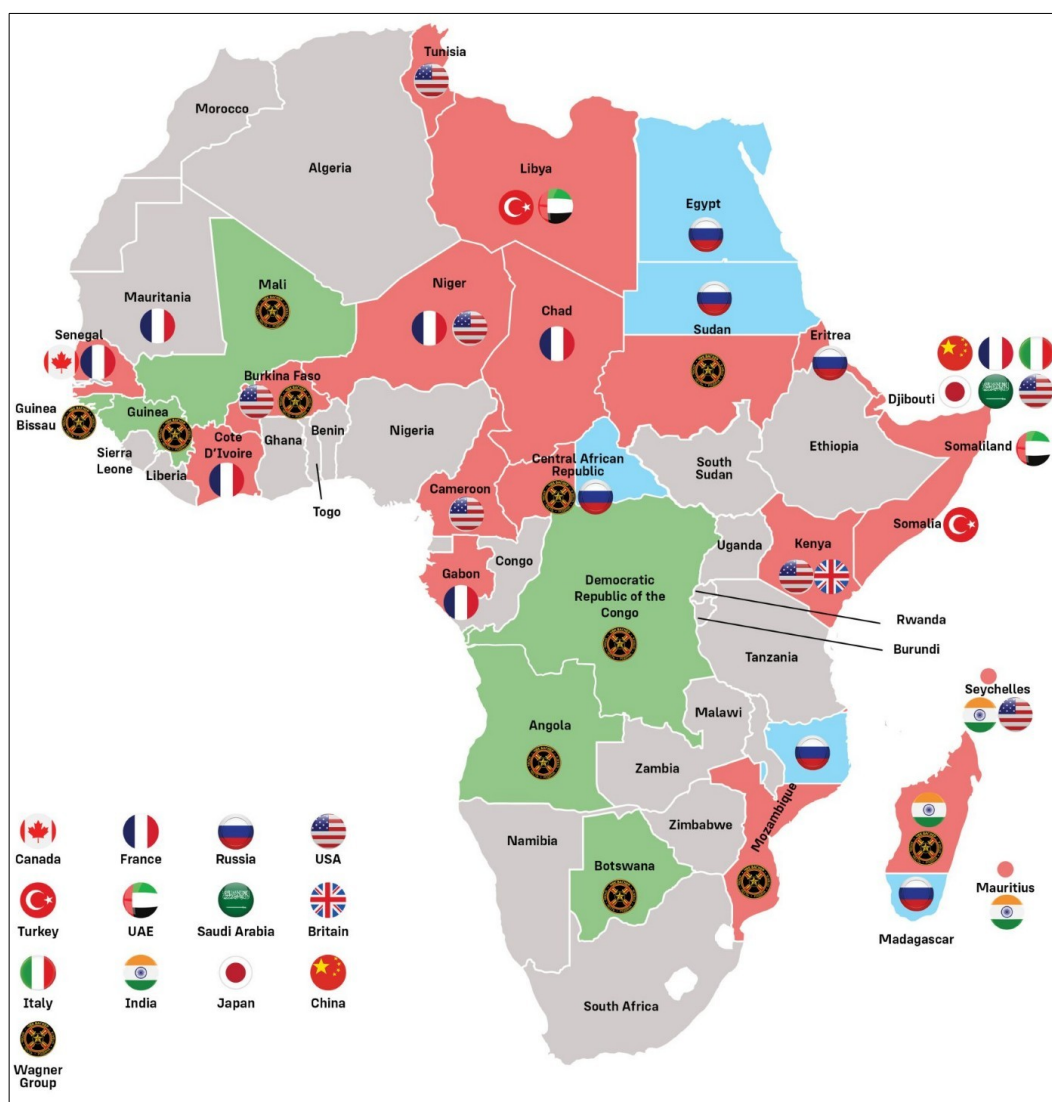 Tunisia
Morocco
Algeria
Libya
Egypt
Mali
Niger
Chad
Mauritania
Sudan
Senegal
Eritrea
Burkina Faso
Djibouti
Guinea
Bissau
Guinea
Benin
Nigeria
Ethiopia
Cote
D'Ivoire
Ghana
Somaliland
Sierra
Leone
Liberia
Central African
Republic
South
Sudan
Togo
Cameroon
Somalia
Uganda
Kenya
Congo
Gabon
Democratic
Republic of the
Congo
Rwanda
Burundi
Tanzania
Seychelles
Malawi
Angola
Zambia
Mozambique
Zimbabwe
Namibia
Botswana
Mauritius
Madagascar
South Africa
Canada
France
Russia
USA
Turkey
UAE
Saudi Arabia
Britain
Italy
India
Japan
China
Wagner
Group